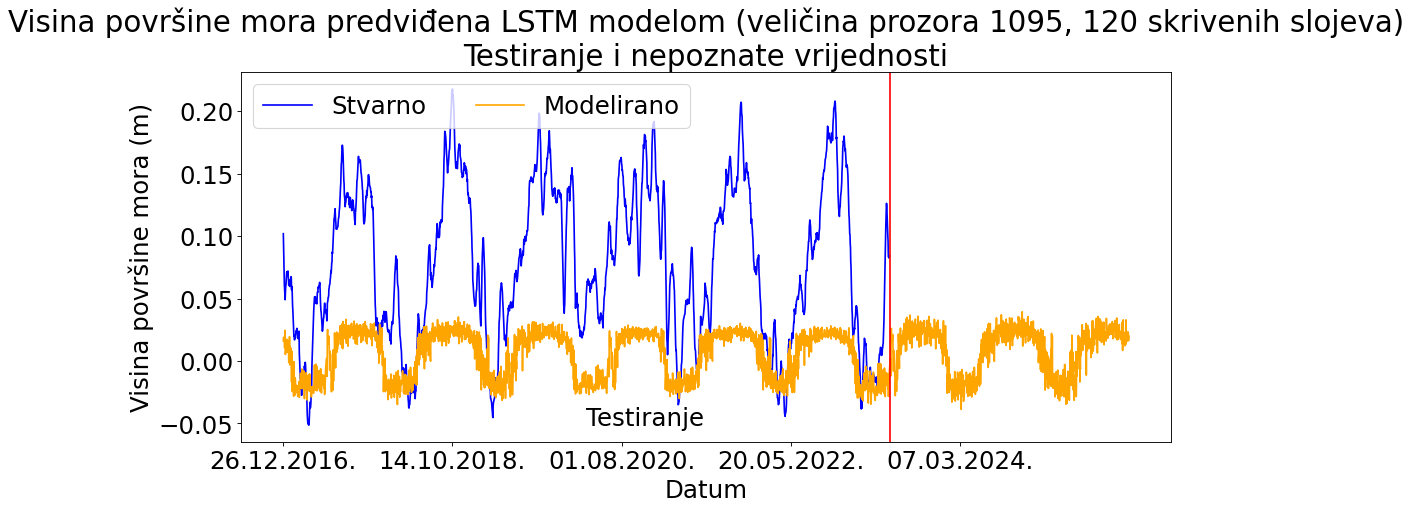 Visina površine mora predviđena LSTM modelom (veličina prozora 1095, 120 skrivenih slojeva)
Testiranje i nepoznate vrijednosti
Stvarno
Modelirano
Visina površine mora (m)
0.20
0.15
0.10
0.05
0.00
−0.05
Testiranje
26.12.2016.
14.10.2018.
01.08.2020.
20.05.2022.
07.03.2024.
Datum